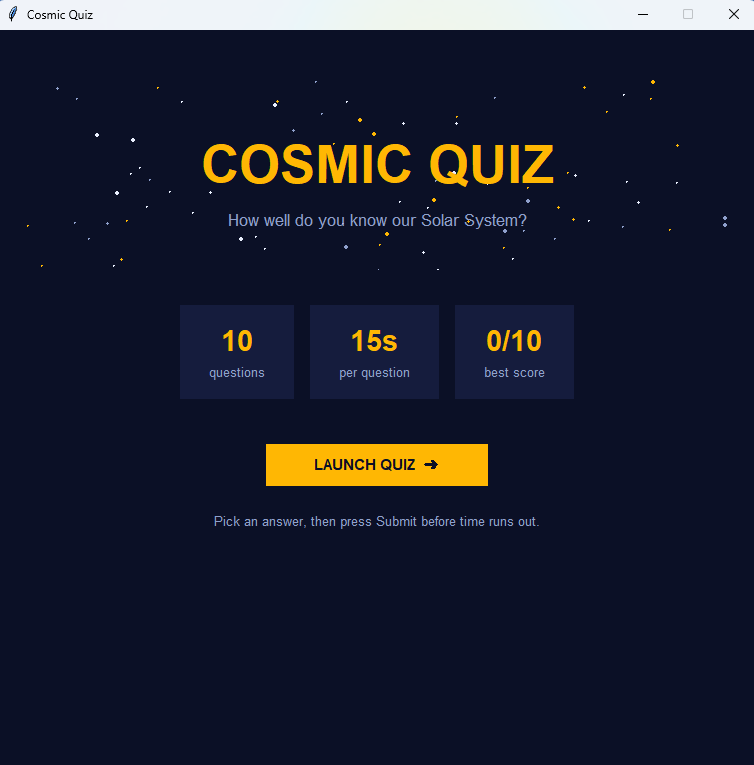 Cosmic Quiz
COSMIC QUIZ
How well do you know our Solar System?
10
questions
15s
per question
0/10
best score
LAUNCH QUIZ ➔
Pick an answer, then press Submit before time runs out.